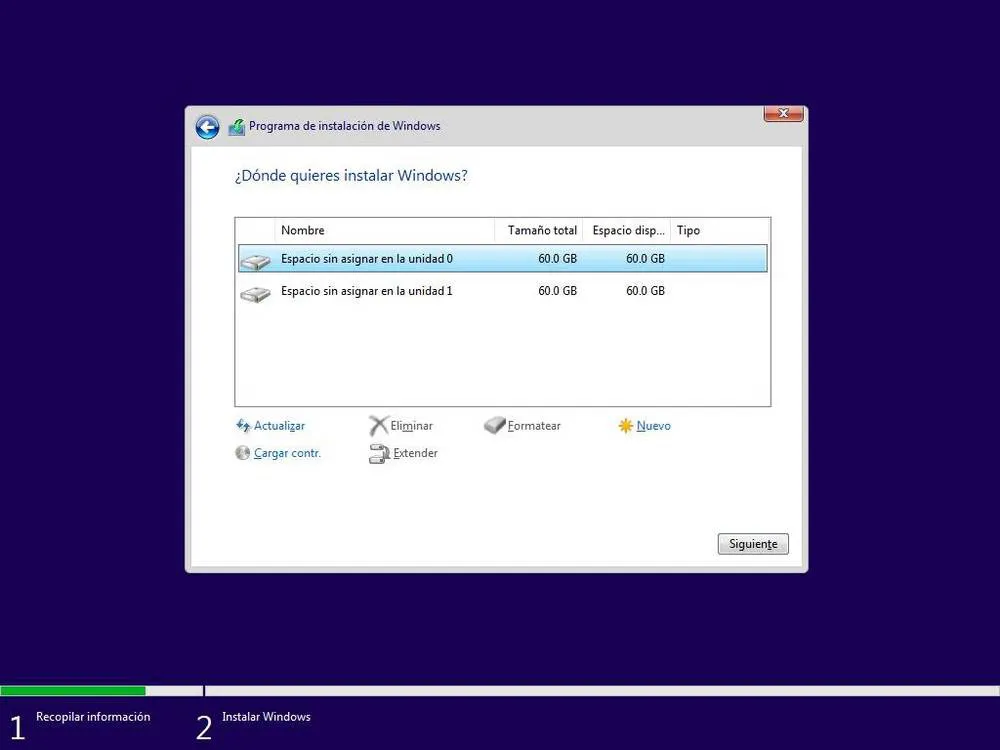 Programa de instalación de Windows
¿Dónde quieres instalar Windows?
Nombre Tamaño total Espacio disp... Tipo
Espacio sin asignar en la unidad 0 60.0 GB 60.0 GB
Espacio sin asignar en la unidad 1 60.0 GB 60.0 GB
Actualizar Eliminar Formatear Nuevo
Cargar contr. Extender
Siguiente
1 Recopilar información 2 Instalar Windows